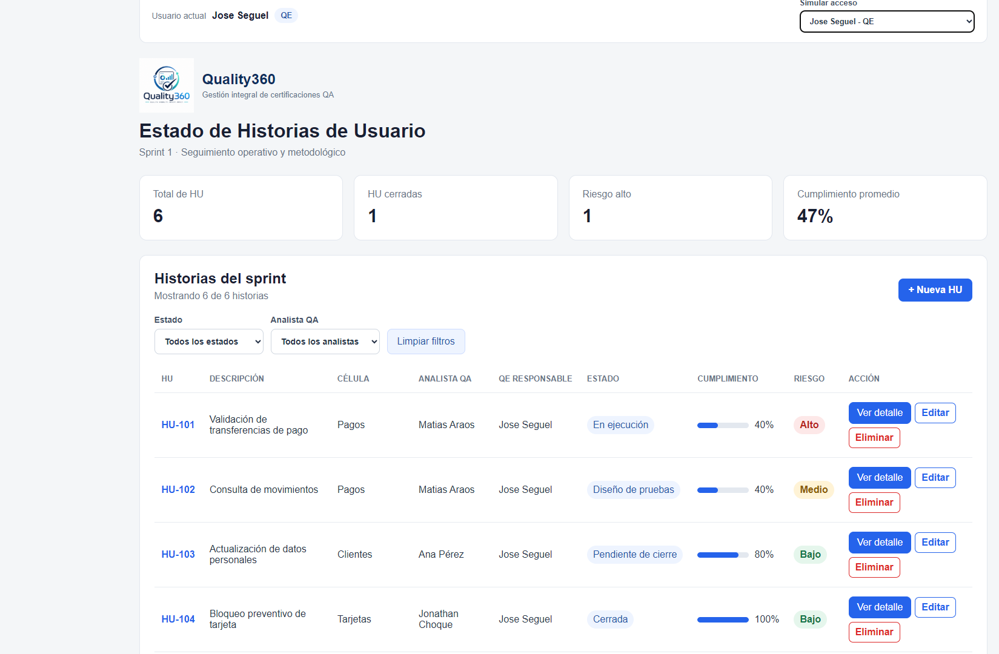 Simular acceso
Usuario actual Jose Seguel QE
Jose Seguel - QE
Quality360
Quality360
Gestión integral de certificaciones QA
Estado de Historias de Usuario
Sprint 1 · Seguimiento operativo y metodológico
Total de HU
6
HU cerradas
1
Riesgo alto
1
Cumplimiento promedio
47%
Historias del sprint
Mostrando 6 de 6 historias
+ Nueva HU
Estado
Todos los estados
Analista QA
Todos los analistas
Limpiar filtros
HU DESCRIPCIÓN CÉLULA ANALISTA QA QE RESPONSABLE ESTADO CUMPLIMIENTO RIESGO ACCIÓN
HU-101
Validación de
transferencias de pago
Pagos
Matias Araos
Jose Seguel
En ejecución
40%
Alto
Ver detalle
Editar
Eliminar
HU-102
Consulta de movimientos
Pagos
Matias Araos
Jose Seguel
Diseño de pruebas
40%
Medio
Ver detalle
Editar
Eliminar
HU-103
Actualización de datos
personales
Clientes
Ana Pérez
Jose Seguel
Pendiente de cierre
80%
Bajo
Ver detalle
Editar
Eliminar
HU-104
Bloqueo preventivo de
tarjeta
Tarjetas
Jonathan
Choque
Jose Seguel
Cerrada
100%
Bajo
Ver detalle
Editar
Eliminar